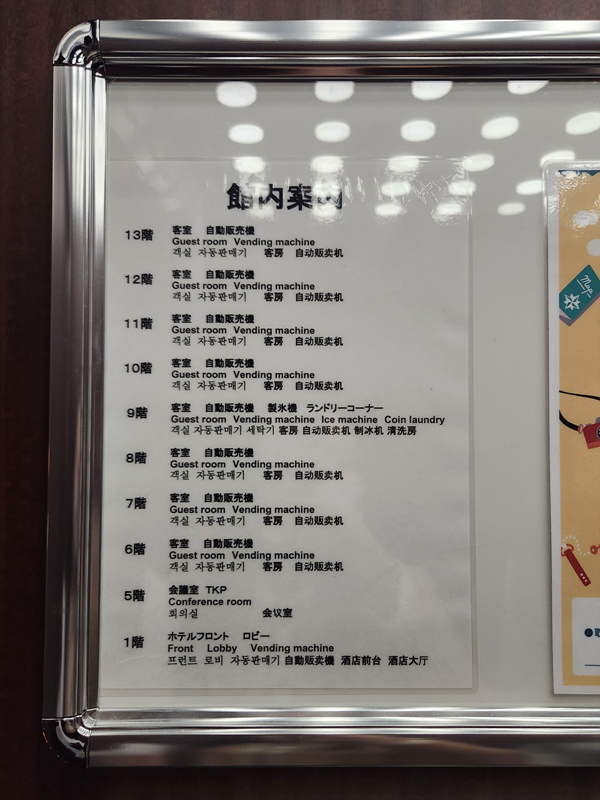 館内案内
13階
客室 自動販売機
Guest room Vending machine
객실 자동판매기 客房 自动贩卖机
12階
客室 自動販売機
Guest room Vending machine
객실 자동판매기 客房 自动贩卖机
11階
客室 自動販売機
Guest room Vending machine
객실 자동판매기 客房 自动贩卖机
10階
客室 自動販売機
Guest room Vending machine
객실 자동판매기 客房 自动贩卖机
9階
客室 自動販売機 製氷機 ランドリーコーナー
Guest room Vending machine Ice machine Coin laundry
객실 자동판매기 세탁기 客房 自动贩卖机 制冰机 清洗房
8階
客室 自動販売機
Guest room Vending machine
객실 자동판매기 客房 自动贩卖机
7階
客室 自動販売機
Guest room Vending machine
객실 자동판매기 客房 自动贩卖机
6階
客室 自動販売機
Guest room Vending machine
객실 자동판매기 客房 自动贩卖机
5階
会議室 TKP
Conference room
회의실 会议室
1階
ホテルフロント ロビー
Front Lobby Vending machine
프런트 로비 자동판매기 自動贩卖機 酒店前台 酒店大厅
Map